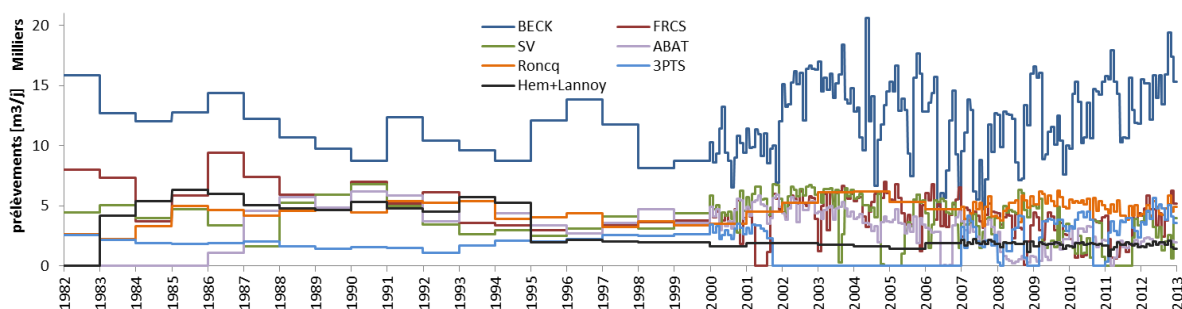 prélèvements [m3/j] Milliers
20
15
10
5
0
BECK
FRCS
SV
ABAT
Roncq
3PTS
Hem+Lannoy
1982 1983 1984 1985 1986 1987 1988 1989 1990 1991 1992 1993 1994 1995 1996 1997 1998 1999 2000 2001 2002 2003 2004 2005 2006 2007 2008 2009 2010 2011 2012 2013